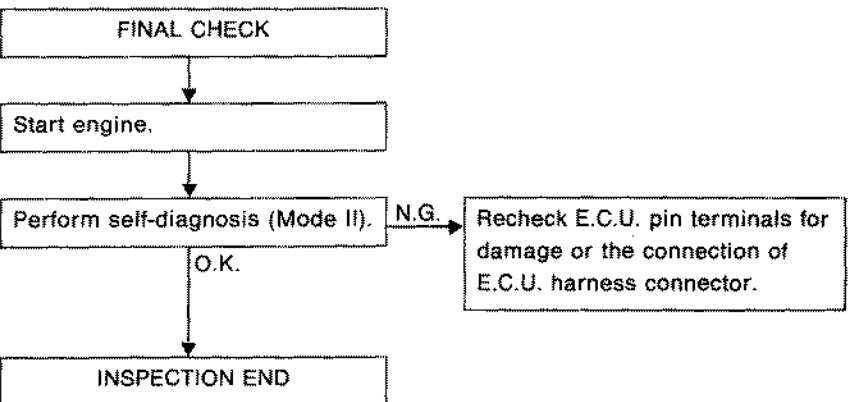 FINAL CHECK
Start engine.
Perform self-diagnosis (Mode II).
N.G.
Recheck E.C.U. pin terminals for
damage or the connection of
E.C.U. harness connector.
O.K.
INSPECTION END